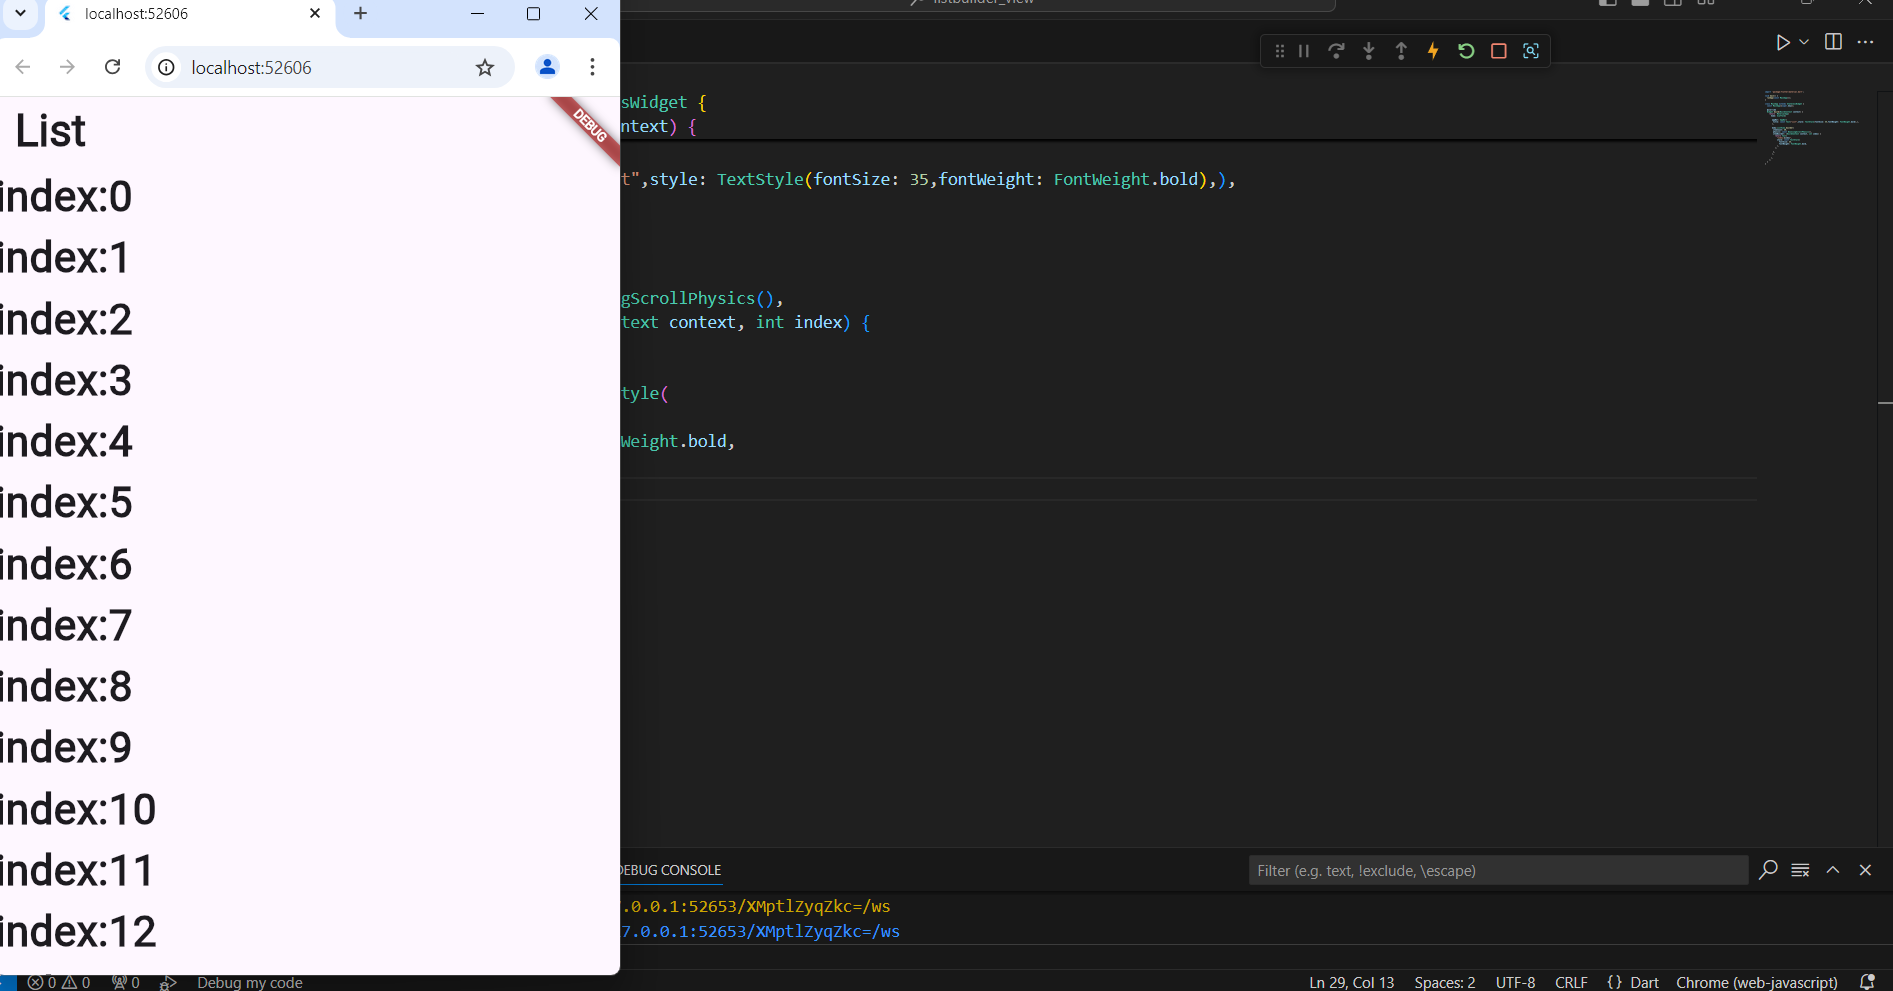 localhost:52606
localhost:52606
List
DEBUG
index:0
index:1
index:2
index:3
index:4
index:5
index:6
index:7
index:8
index:9
index:10
index:11
index:12
listbuilder_view
sWidget {
ntext) {
t",style: TextStyle(fontSize: 35,fontWeight: FontWeight.bold),),
gScrollPhysics(),
text context, int index) {
tyle(
Weight.bold,
DEBUG CONSOLE
Filter (e.g. text, !exclude, \escape)
.0.0.1:52653/XMptlZyqZkc=/ws
7.0.0.1:52653/XMptlZyqZkc=/ws
0 0 0 Debug my code
Ln 29, Col 13 Spaces: 2 UTF-8 CRLF {} Dart Chrome (web-javascript)